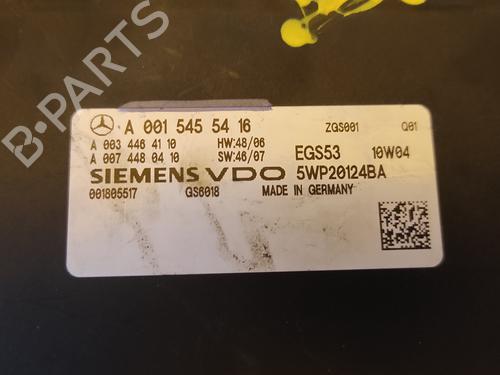 B-PARTS
A 001 545 54 16
ZGS001 Q01
A 003 446 41 10 HW:48/06
A 007 448 04 10 SW:46/07
EGS53 10W04
SIEMENS VDO 5WP20124BA
001805517 GS6018 MADE IN GERMANY